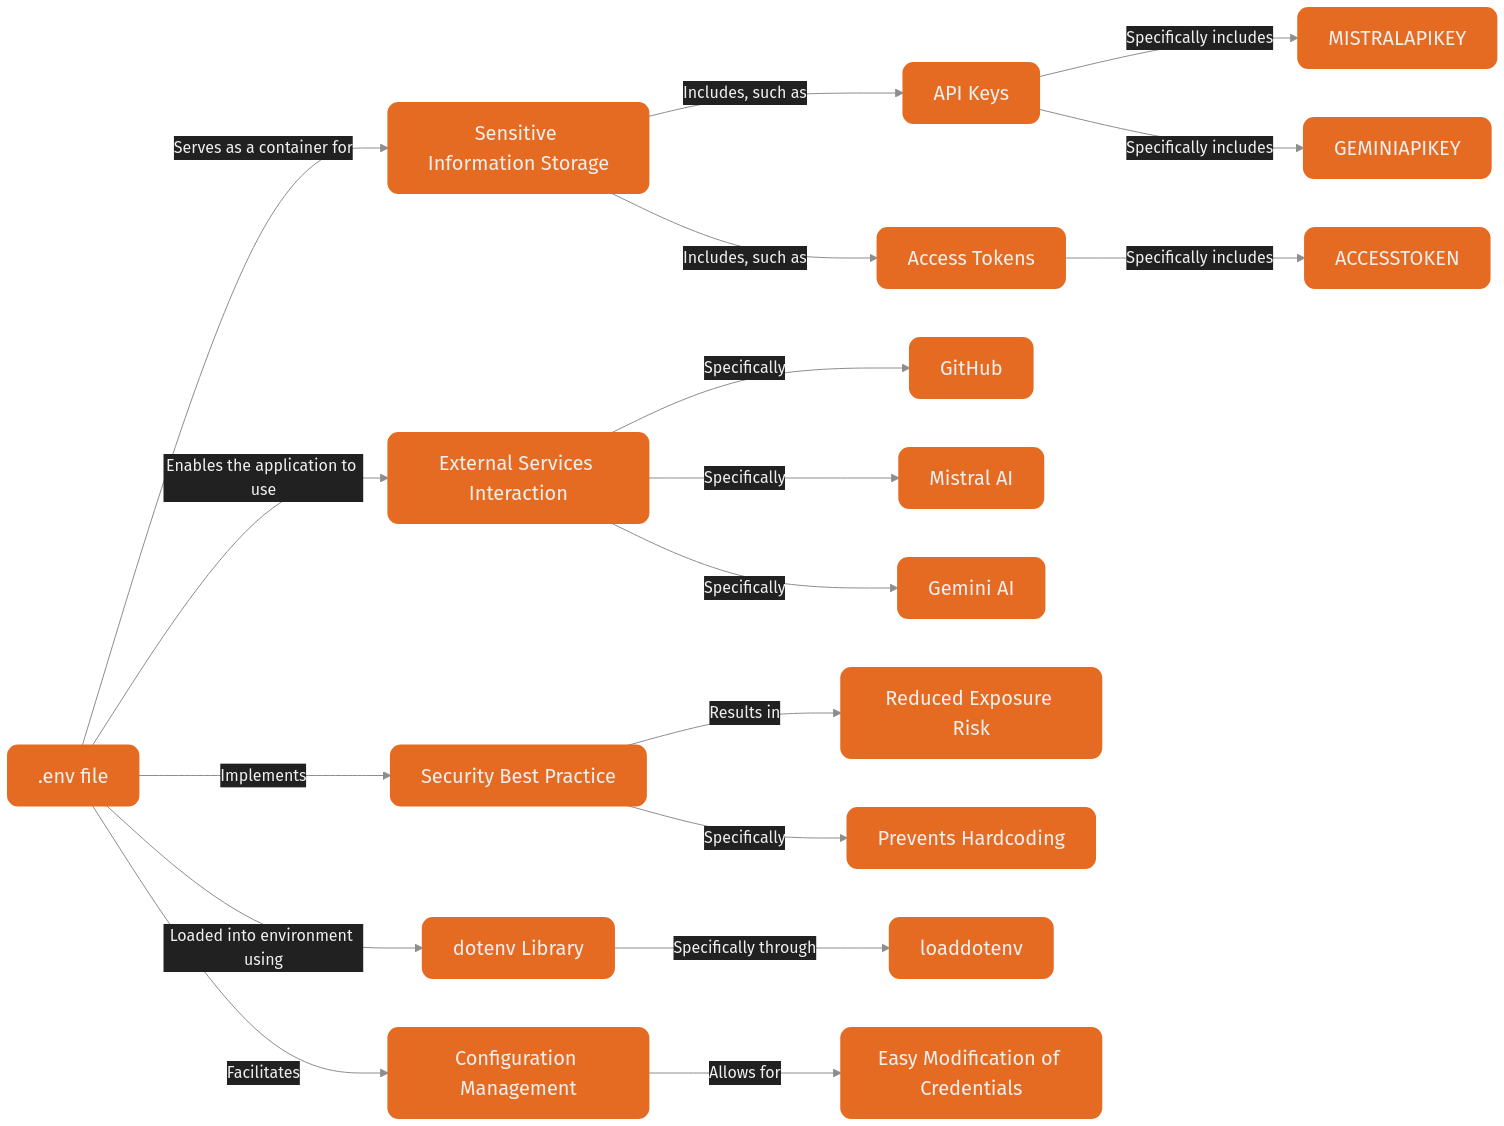 Specifically includes
MISTRALAPIKEY
Includes, such as
API Keys
Sensitive
Information Storage
Serves as a container for
Specifically includes
GEMINIAPIKEY
Includes, such as
Access Tokens
Specifically includes
ACCESSTOKEN
Specifically
GitHub
Enables the application to
use
External Services
Interaction
Specifically
Mistral AI
Specifically
Gemini AI
Results in
Reduced Exposure
Risk
.env file
Implements
Security Best Practice
Specifically
Prevents Hardcoding
Loaded into environment
using
dotenv Library
Specifically through
loaddotenv
Facilitates
Configuration
Management
Allows for
Easy Modification of
Credentials